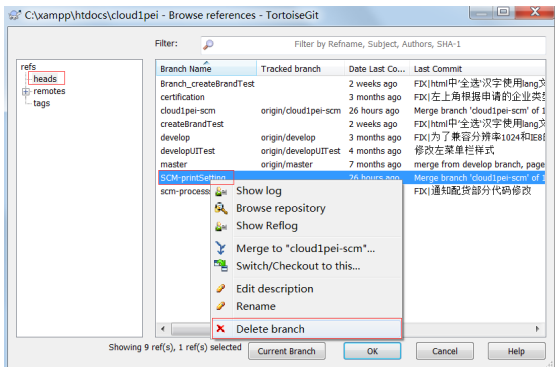 C:\xampp\htdocs\cloud1pei - Browse references - TortoiseGit
Filter: Filter by Refname, Subject, Authors, SHA-1
refs
heads
remotes
tags
Branch Name Tracked branch Date Last Co... Last Commit
Branch_createBrandTest 2 weeks ago FIX|html中'全选'汉字使用lang文
certification 3 months ago FIX|左上角根据申请的企业类型
cloud1pei-scm origin/cloud1pei-scm 26 hours ago Merge branch 'cloud1pei-scm' of 1
createBrandTest 2 weeks ago FIX|html中'全选'汉字使用lang文
develop origin/develop 3 months ago FIX|为了兼容分辨率1024和IE8
developUITest origin/developUITest 4 months ago 修改左菜单栏样式
master origin/master 7 months ago merge from develop branch, page
SCM-printSetting 26 hours ago Merge branch 'cloud1pei-scm' of 1
scm-process FIX|通知配货部分代码修改
Show log
Browse repository
Show Reflog
Merge to "cloud1pei-scm"...
Switch/Checkout to this...
Edit description
Rename
Delete branch
Showing 9 ref(s), 1 ref(s) selected Current Branch OK Cancel Help